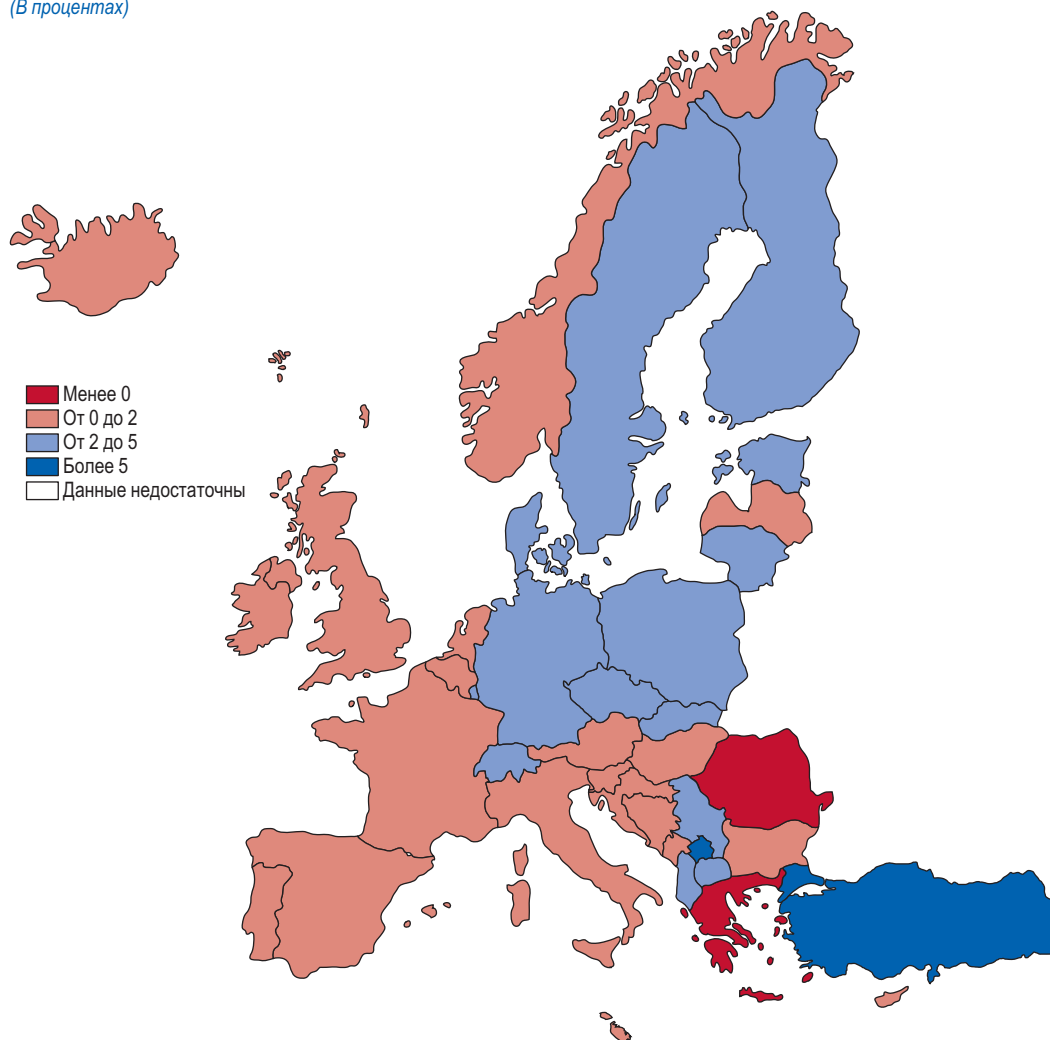 (В процентах)
Менее 0
От 0 до 2
От 2 до 5
Более 5
Данные недостаточны